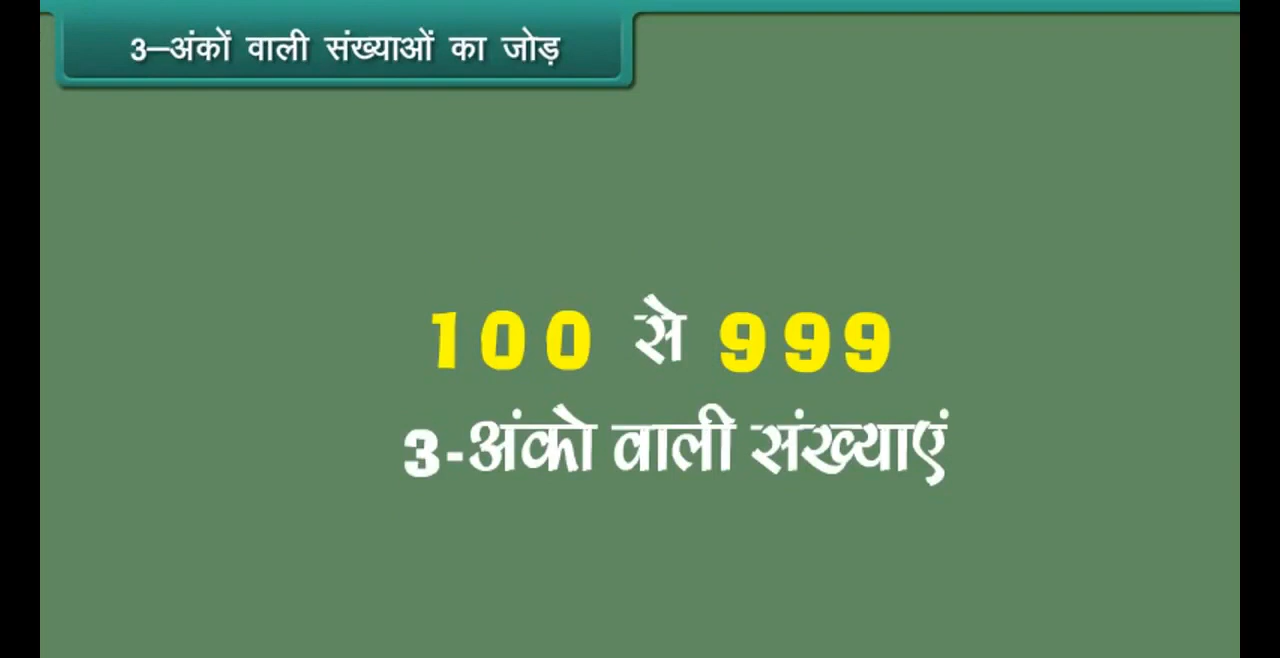 3–अंकों वाली संख्याओं का जोड़
100 से 999
3-अंको वाली संख्याएं